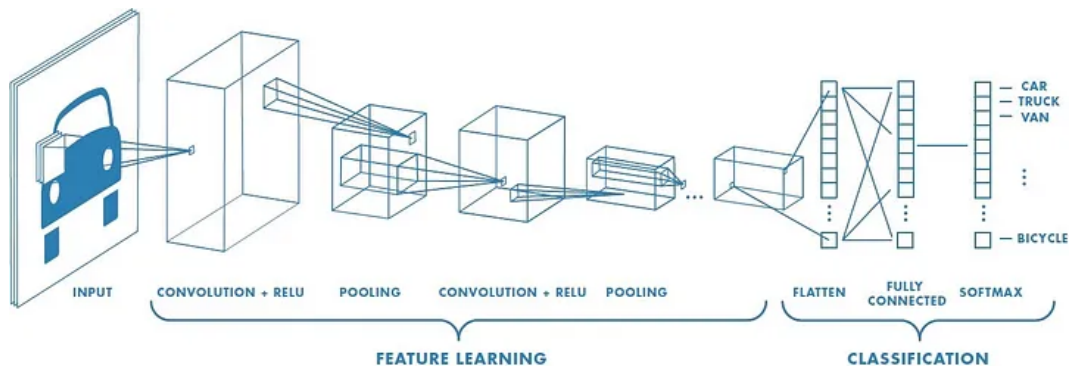 CAR
TRUCK
VAN
BICYCLE
INPUT
CONVOLUTION + RELU
POOLING
CONVOLUTION + RELU
POOLING
FLATTEN
FULLY
CONNECTED
SOFTMAX
FEATURE LEARNING
CLASSIFICATION